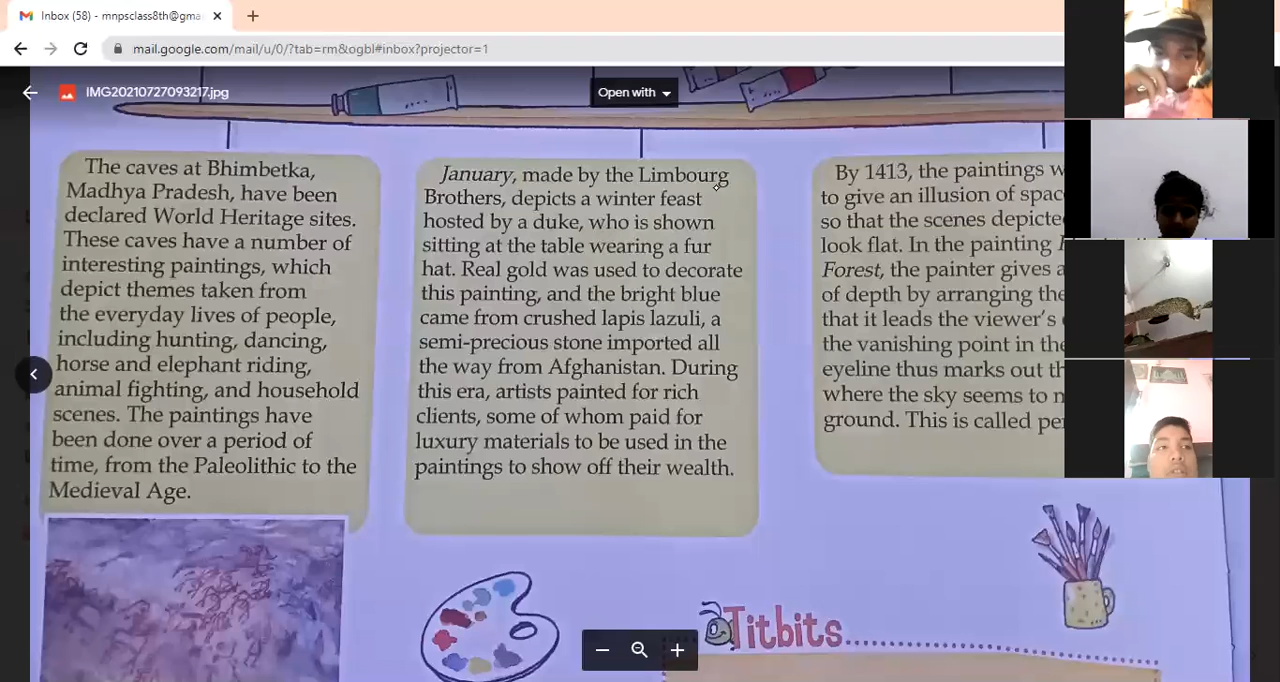 Inbox (58) - mnpsclass8th@gma
mail.google.com/mail/u/0/?tab=rm&ogbl#inbox?projector=1
IMG20210727093217.jpg
Open with
The caves at Bhimbetka,
Madhya Pradesh, have been
declared World Heritage sites.
These caves have a number of
interesting paintings, which
depict themes taken from
the everyday lives of people,
including hunting, dancing,
horse and elephant riding,
animal fighting, and household
scenes. The paintings have
been done over a period of
time, from the Paleolithic to the
Medieval Age.
January, made by the Limbourg
Brothers, depicts a winter feast
hosted by a duke, who is shown
sitting at the table wearing a fur
hat. Real gold was used to decorate
this painting, and the bright blue
came from crushed lapis lazuli, a
semi-precious stone imported all
the way from Afghanistan. During
this era, artists painted for rich
clients, some of whom paid for
luxury materials to be used in the
paintings to show off their wealth.
By 1413, the paintings w
to give an illusion of spac
so that the scenes depicte
look flat. In the painting
Forest, the painter gives a
of depth by arranging the
that it leads the viewer's
the vanishing point in the
eyeline thus marks out th
where the sky seems to
ground. This is called pe
Titbits